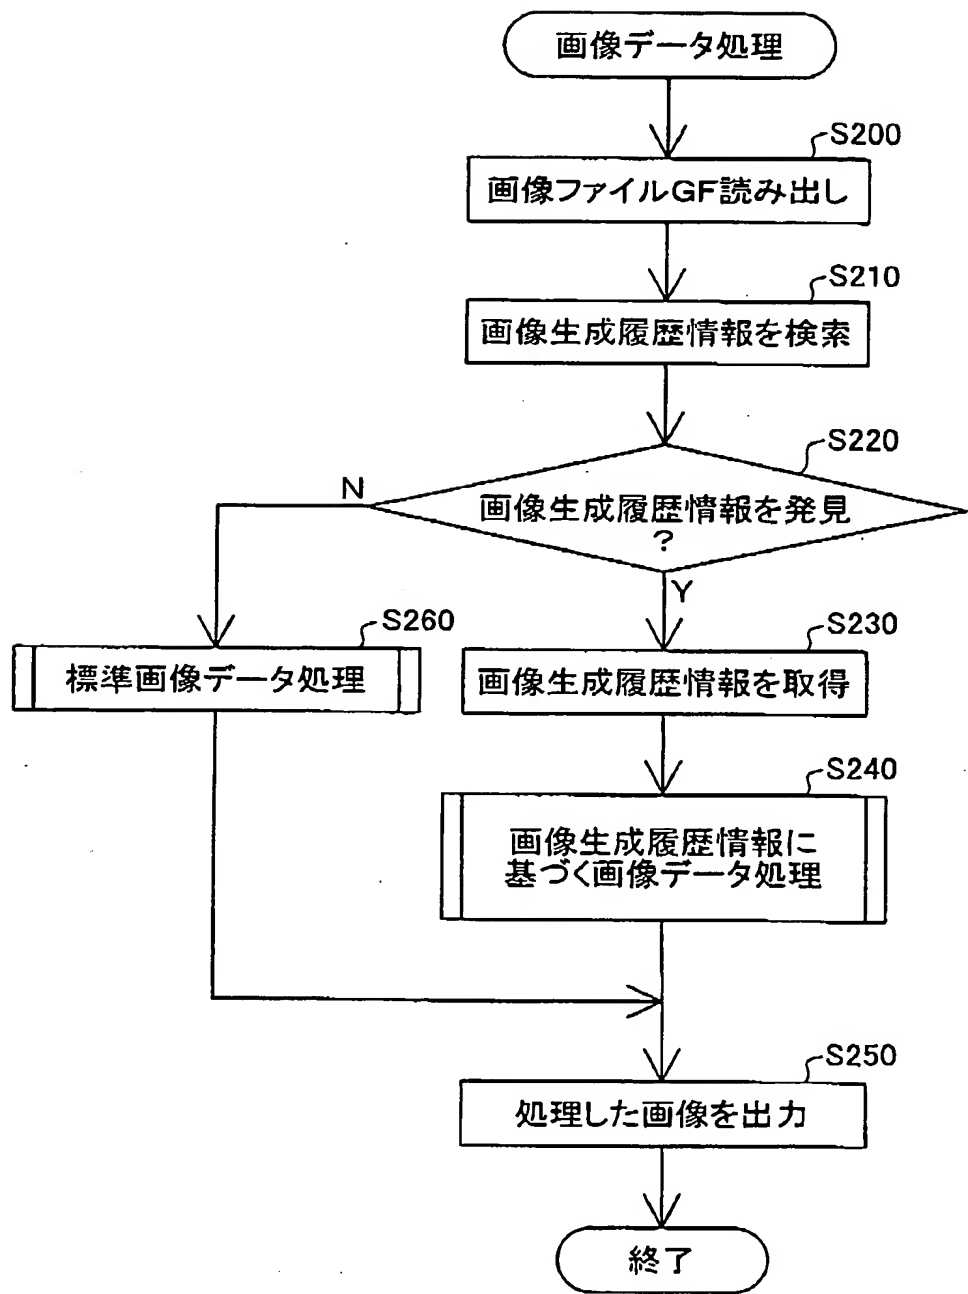 画像データ処理
S200
画像ファイルGF読み出し
S210
画像生成履歴情報を検索
S220
N
画像生成履歴情報を発見
?
Y
S260
標準画像データ処理
S230
画像生成履歴情報を取得
S240
画像生成履歴情報に
基づく画像データ処理
S250
処理した画像を出力
終了